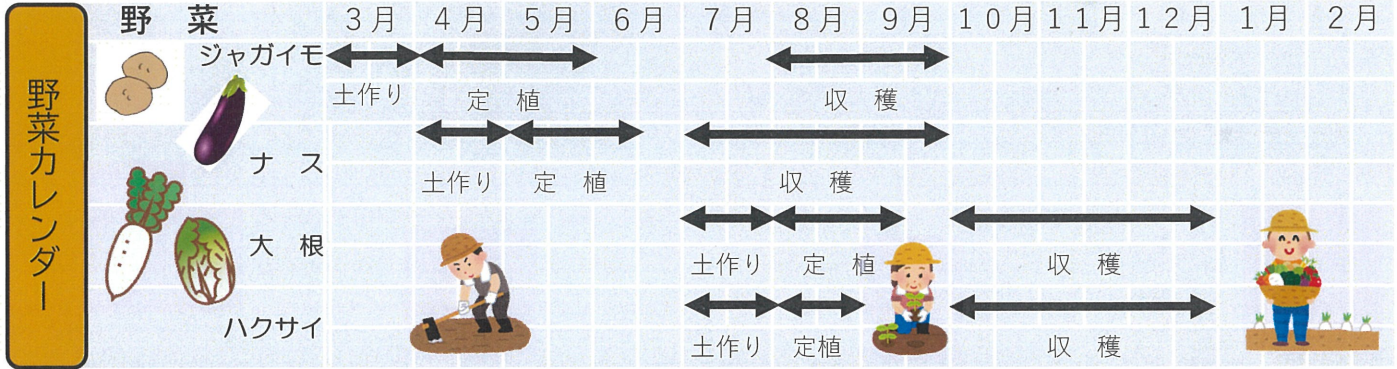 野菜カレンダー
野　菜
３月 ４月 ５月 ６月 ７月 ８月 ９月 １０月 １１月 １２月 １月 ２月
ジャガイモ
土作り 定　植 収　穫
ナ　ス
土作り 定　植 収　穫
大　根
土作り 定　植 収　穫
ハクサイ
土作り 定植 収　穫